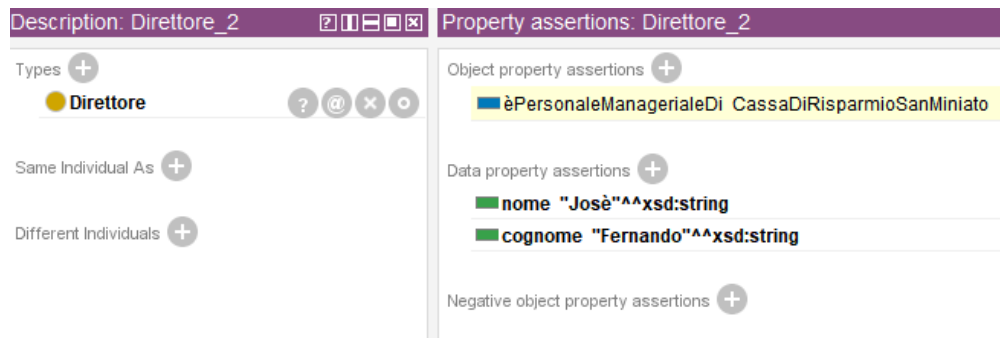 Description: Direttore_2
Types
Direttore
Same Individual As
Different Individuals
Property assertions: Direttore_2
Object property assertions
èPersonaleManagerialeDi CassaDiRisparmioSanMiniato
Data property assertions
nome "Josè"^^xsd:string
cognome "Fernando"^^xsd:string
Negative object property assertions